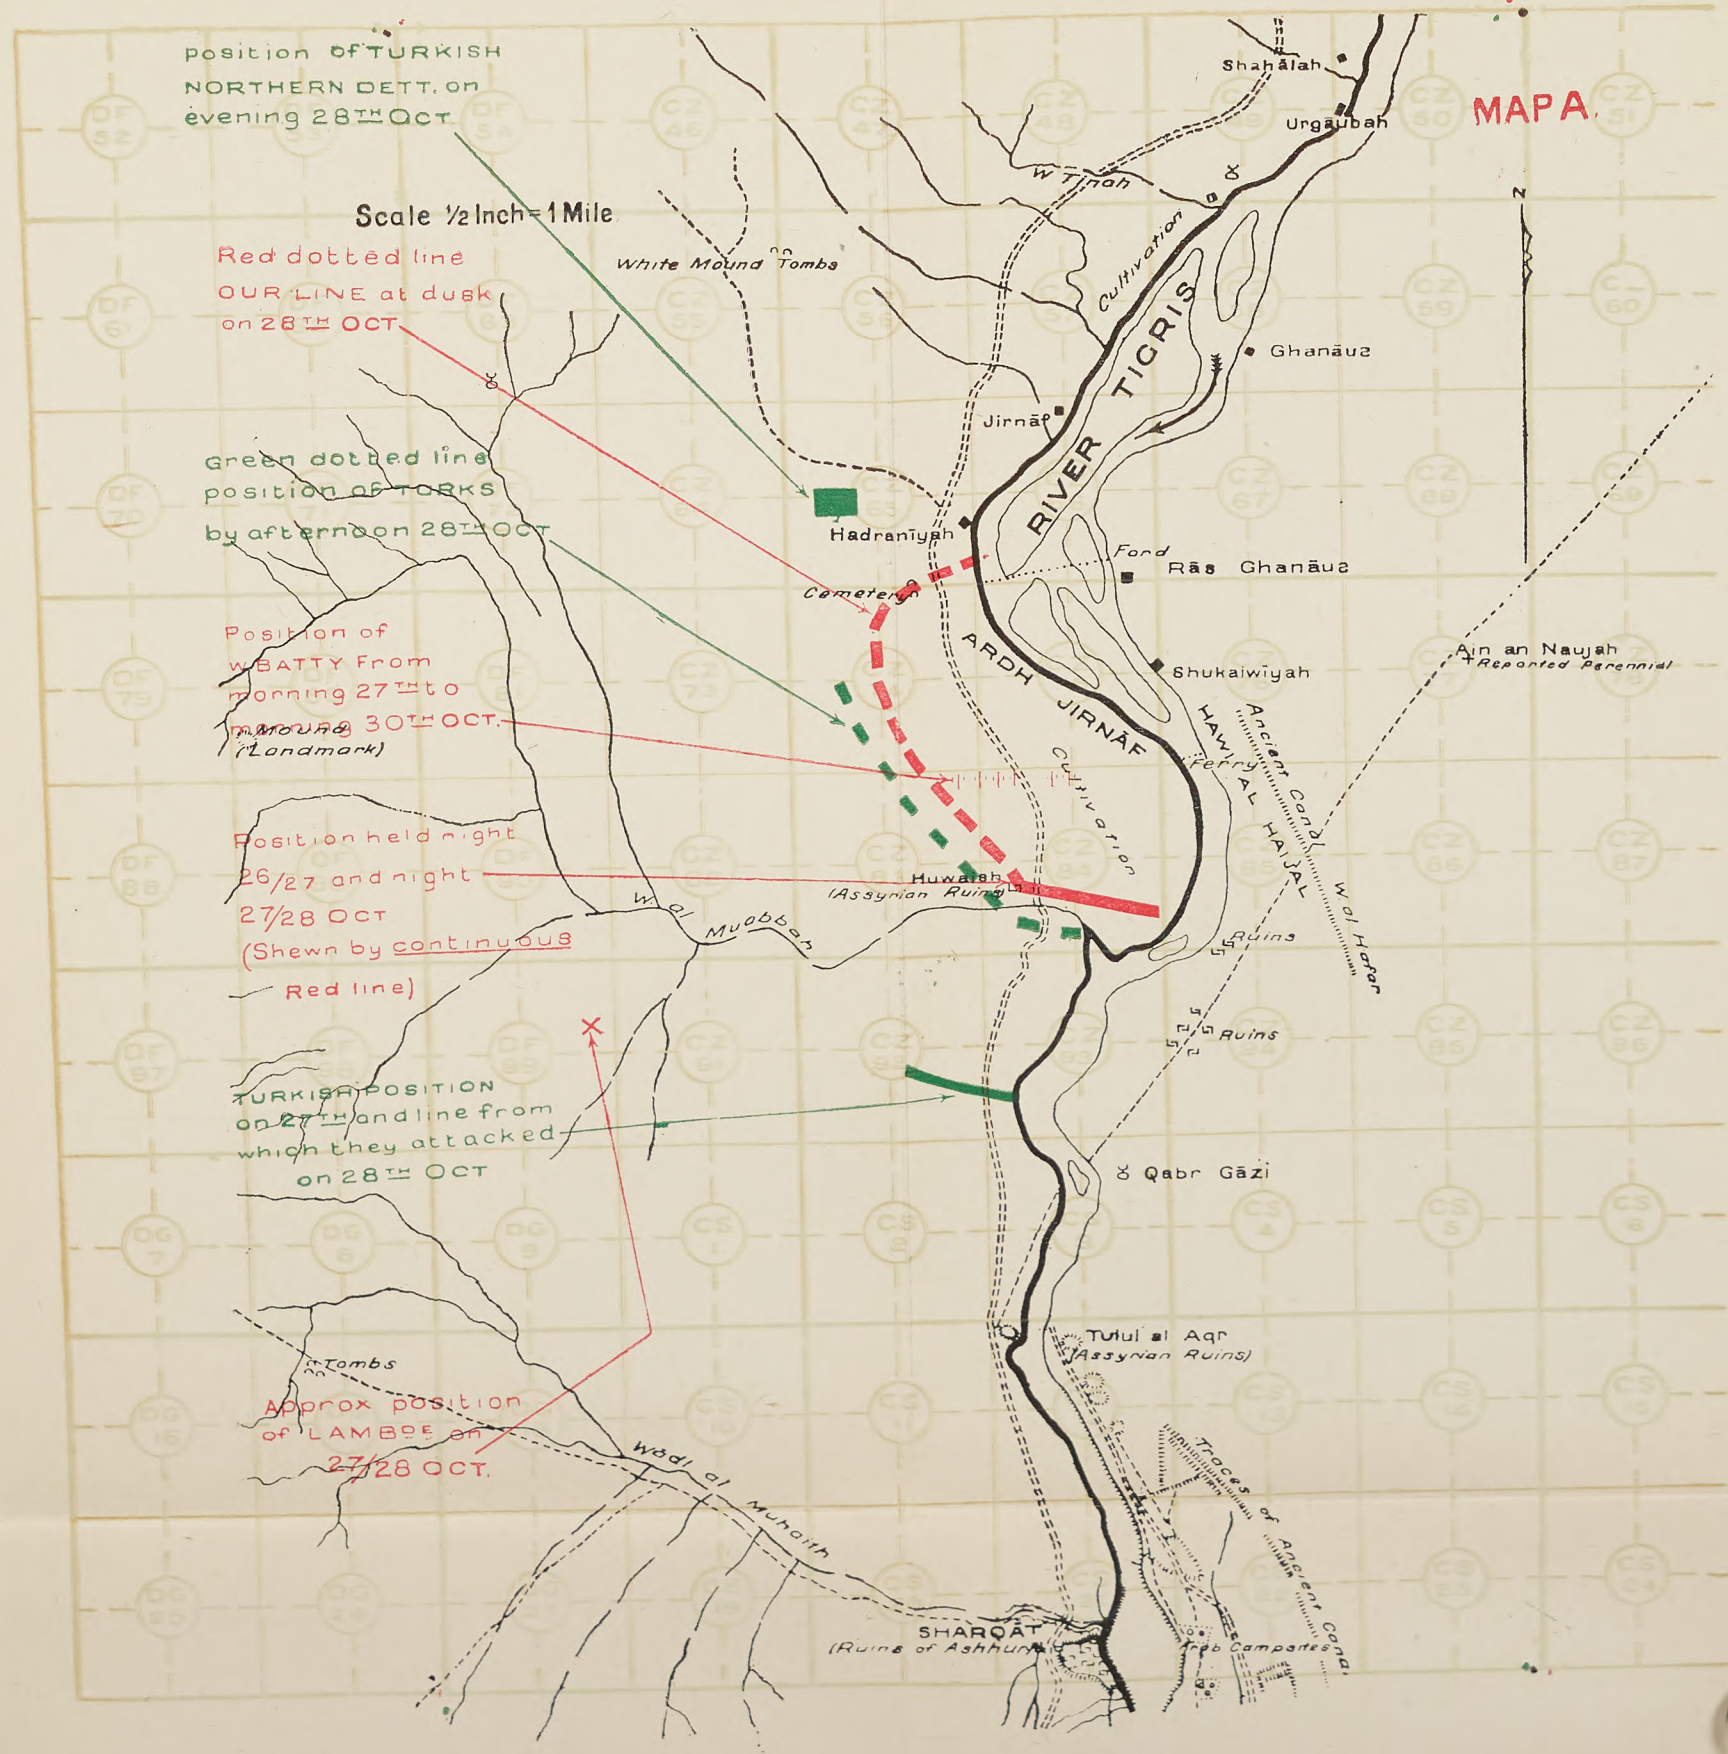 MAP A.
position of TURKISH
NORTHERN DETT. on
evening 28TH OCT
Scale 1/2 Inch = 1 Mile
Red dotted line
OUR LINE at dusk
on 28TH OCT
Green dotted line
position of TURKS
by afternoon 28TH OCT
Position of
W BATTY From
morning 27TH to
morning 30TH OCT.
Mound
(Landmark)
Position held night
26/27 and night
27/28 OCT
(Shewn by continuous
Red line)
TURKISH POSITION
on 27TH and line from
which they attacked
on 28TH OCT
Tombs
Approx position
of LAMBDE on
27/28 OCT.
Shahālah
Urgāubah
N
W Tinah
Cultivation
White Mound Tombs
RIVER TIGRIS
Ghanāus
Jirnāf
Hadranīyah
Ford
Rās Ghanāus
Cemetery
ARDH JIRNĀF
Shukaiwīyah
Ain an Naujah
Reported Perennial
HAWI AL HAIJAL
Ancient Canal
Ferry
Cultivation
W al Hafar
Huwaish
(Assyrian Ruins)
W. al Muabbah
Ruins
Ruins
Qabr Gāzi
Tulul al Aqr
(Assyrian Ruins)
Traces of Ancient Canal
Wādi al Muhaith
SHARQĀT
(Ruins of Ashhur)
Arab Campsites